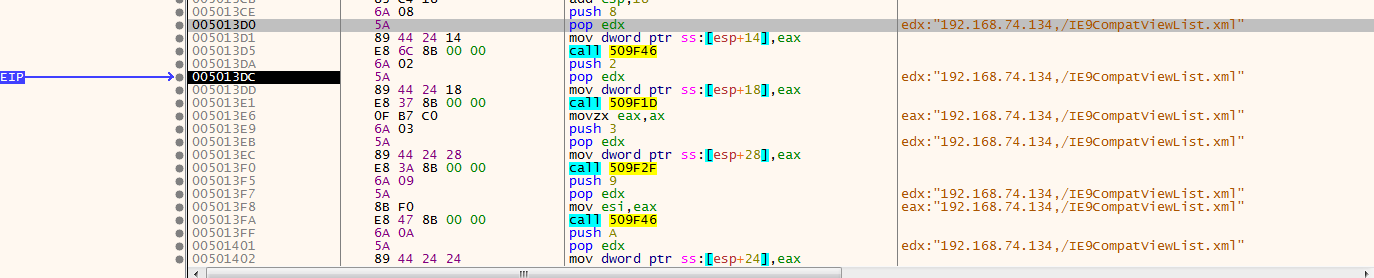 005013CE 6A 08 push 8
005013D0 5A pop edx edx:"192.168.74.134,/IE9CompatViewList.xml"
005013D1 89 44 24 14 mov dword ptr ss:[esp+14],eax
005013D5 E8 6C 8B 00 00 call 509F46
005013DA 6A 02 push 2
EIP 005013DC 5A pop edx edx:"192.168.74.134,/IE9CompatViewList.xml"
005013DD 89 44 24 18 mov dword ptr ss:[esp+18],eax
005013E1 E8 37 8B 00 00 call 509F1D
005013E6 0F B7 C0 movzx eax,ax eax:"192.168.74.134,/IE9CompatViewList.xml"
005013E9 6A 03 push 3
005013EB 5A pop edx edx:"192.168.74.134,/IE9CompatViewList.xml"
005013EC 89 44 24 28 mov dword ptr ss:[esp+28],eax
005013F0 E8 3A 8B 00 00 call 509F2F
005013F5 6A 09 push 9
005013F7 5A pop edx edx:"192.168.74.134,/IE9CompatViewList.xml"
005013F8 8B F0 mov esi,eax eax:"192.168.74.134,/IE9CompatViewList.xml"
005013FA E8 47 8B 00 00 call 509F46
005013FF 6A 0A push A
00501401 5A pop edx edx:"192.168.74.134,/IE9CompatViewList.xml"
00501402 89 44 24 24 mov dword ptr ss:[esp+24],eax